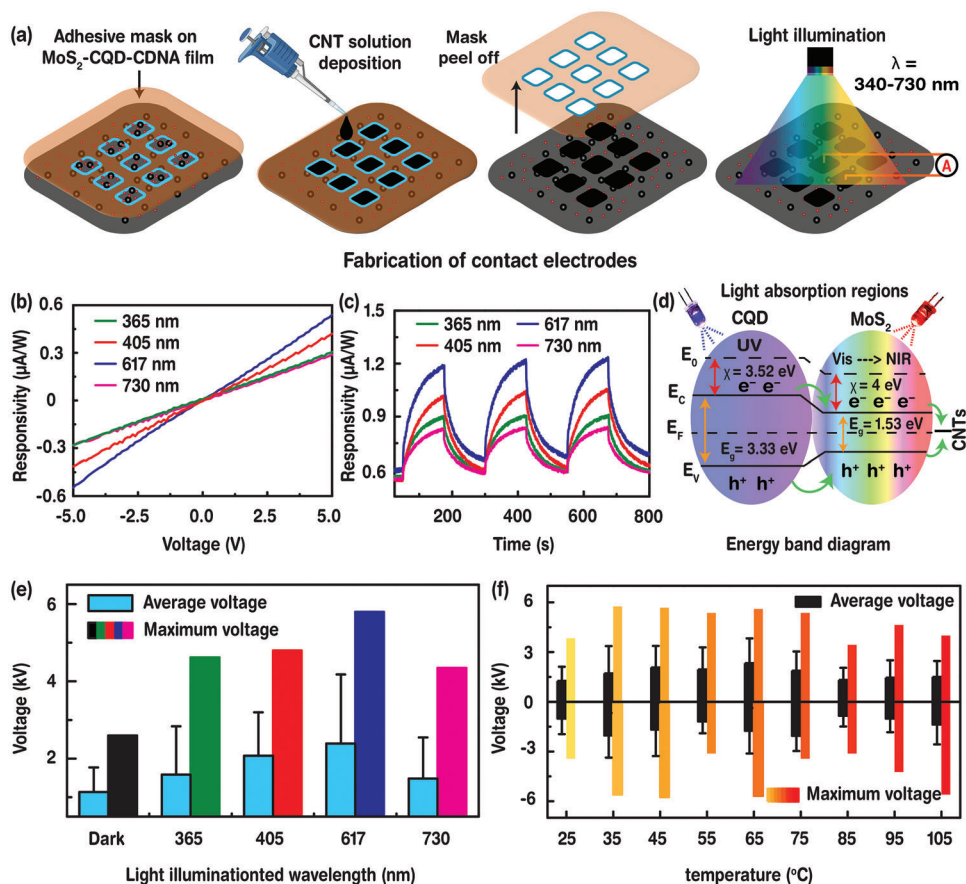 (a)
Adhesive mask on
MoS₂-CQD-CDNA film
CNT solution
deposition
Mask
peel off
Light illumination
λ =
340-730 nm
A
Fabrication of contact electrodes
(b)
Responsivity (µA/W)
0.6
0.3
0
-0.3
-0.6
365 nm
405 nm
617 nm
730 nm
-5.0 -2.5 0.0 2.5 5.0
Voltage (V)
(c)
Responsivity (µA/W)
1.5
1.2
0.9
0.6
365 nm
617 nm
405 nm
730 nm
0 200 400 600 800
Time (s)
(d)
Light absorption regions
CQD
MoS₂
UV
Vis ---> NIR
E₀
χ = 3.52 eV
χ = 4 eV
e⁻ e⁻
e⁻ e⁻ e⁻
E_C
E_g = 1.53 eV
E_F
CNTs
E_g = 3.33 eV
E_V
h⁺ h⁺
h⁺ h⁺ h⁺
Energy band diagram
(e)
Voltage (kV)
6
4
2
Average voltage
Maximum voltage
Dark 365 405 617 730
Light illuminationted wavelength (nm)
(f)
Voltage (kV)
6
3
0
-3
-6
Average voltage
Maximum voltage
25 35 45 55 65 75 85 95 105
temperature (°C)